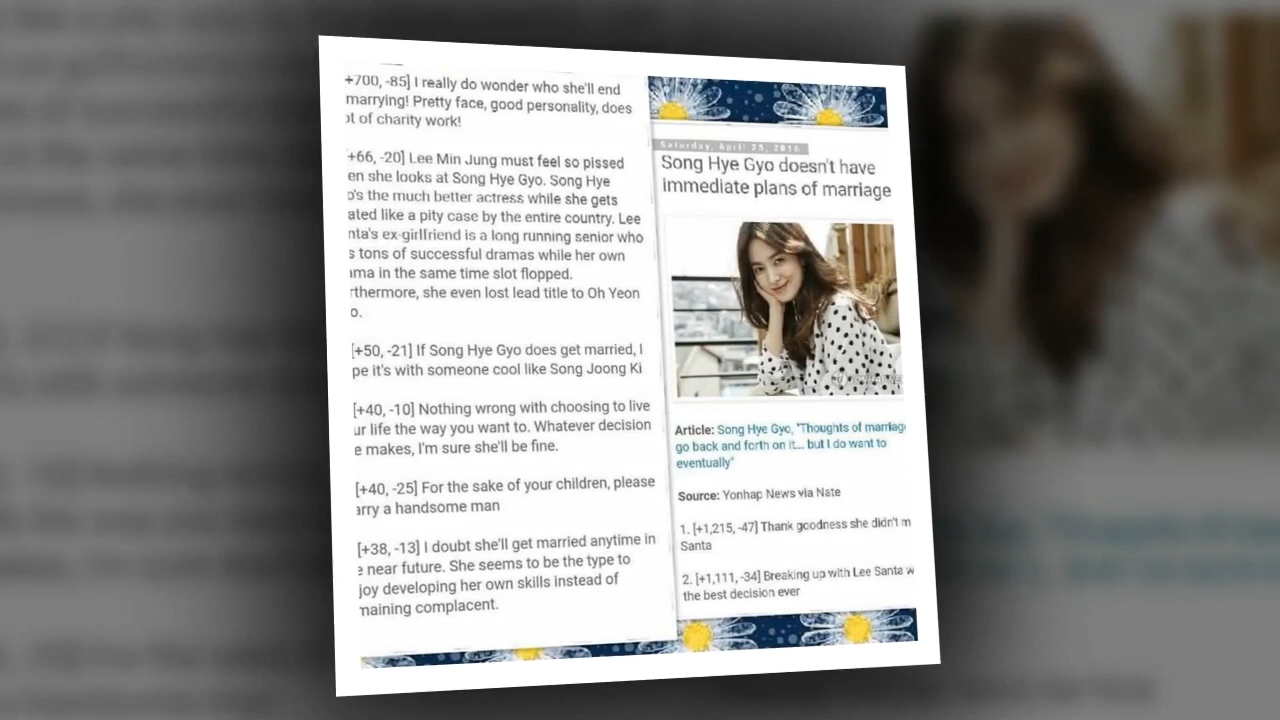 +700, -85] I really do wonder who she'll end
marrying! Pretty face, good personality, does
ot of charity work!
+66, -20] Lee Min Jung must feel so pissed
en she looks at Song Hye Gyo. Song Hye
o's the much better actress while she gets
ated like a pity case by the entire country. Lee
nta's ex-girlfriend is a long running senior who
s tons of successful dramas while her own
ama in the same time slot flopped.
rthermore, she even lost lead title to Oh Yeon
o.
[+50, -21] If Song Hye Gyo does get married, I
pe it's with someone cool like Song Joong Ki
[+40, -10] Nothing wrong with choosing to live
ur life the way you want to. Whatever decision
e makes, I'm sure she'll be fine.
[+40, -25] For the sake of your children, please
arry a handsome man
[+38, -13] I doubt she'll get married anytime in
e near future. She seems to be the type to
joy developing her own skills instead of
maining complacent.
Saturday, April 23, 2016
Song Hye Gyo doesn't have
immediate plans of marriage
Article: Song Hye Gyo, "Thoughts of marriag
go back and forth on it... but I do want to
eventually"
Source: Yonhap News via Nate
1. [+1,215, -47] Thank goodness she didn't m
Santa
2. [+1,111, -34] Breaking up with Lee Santa w
the best decision ever